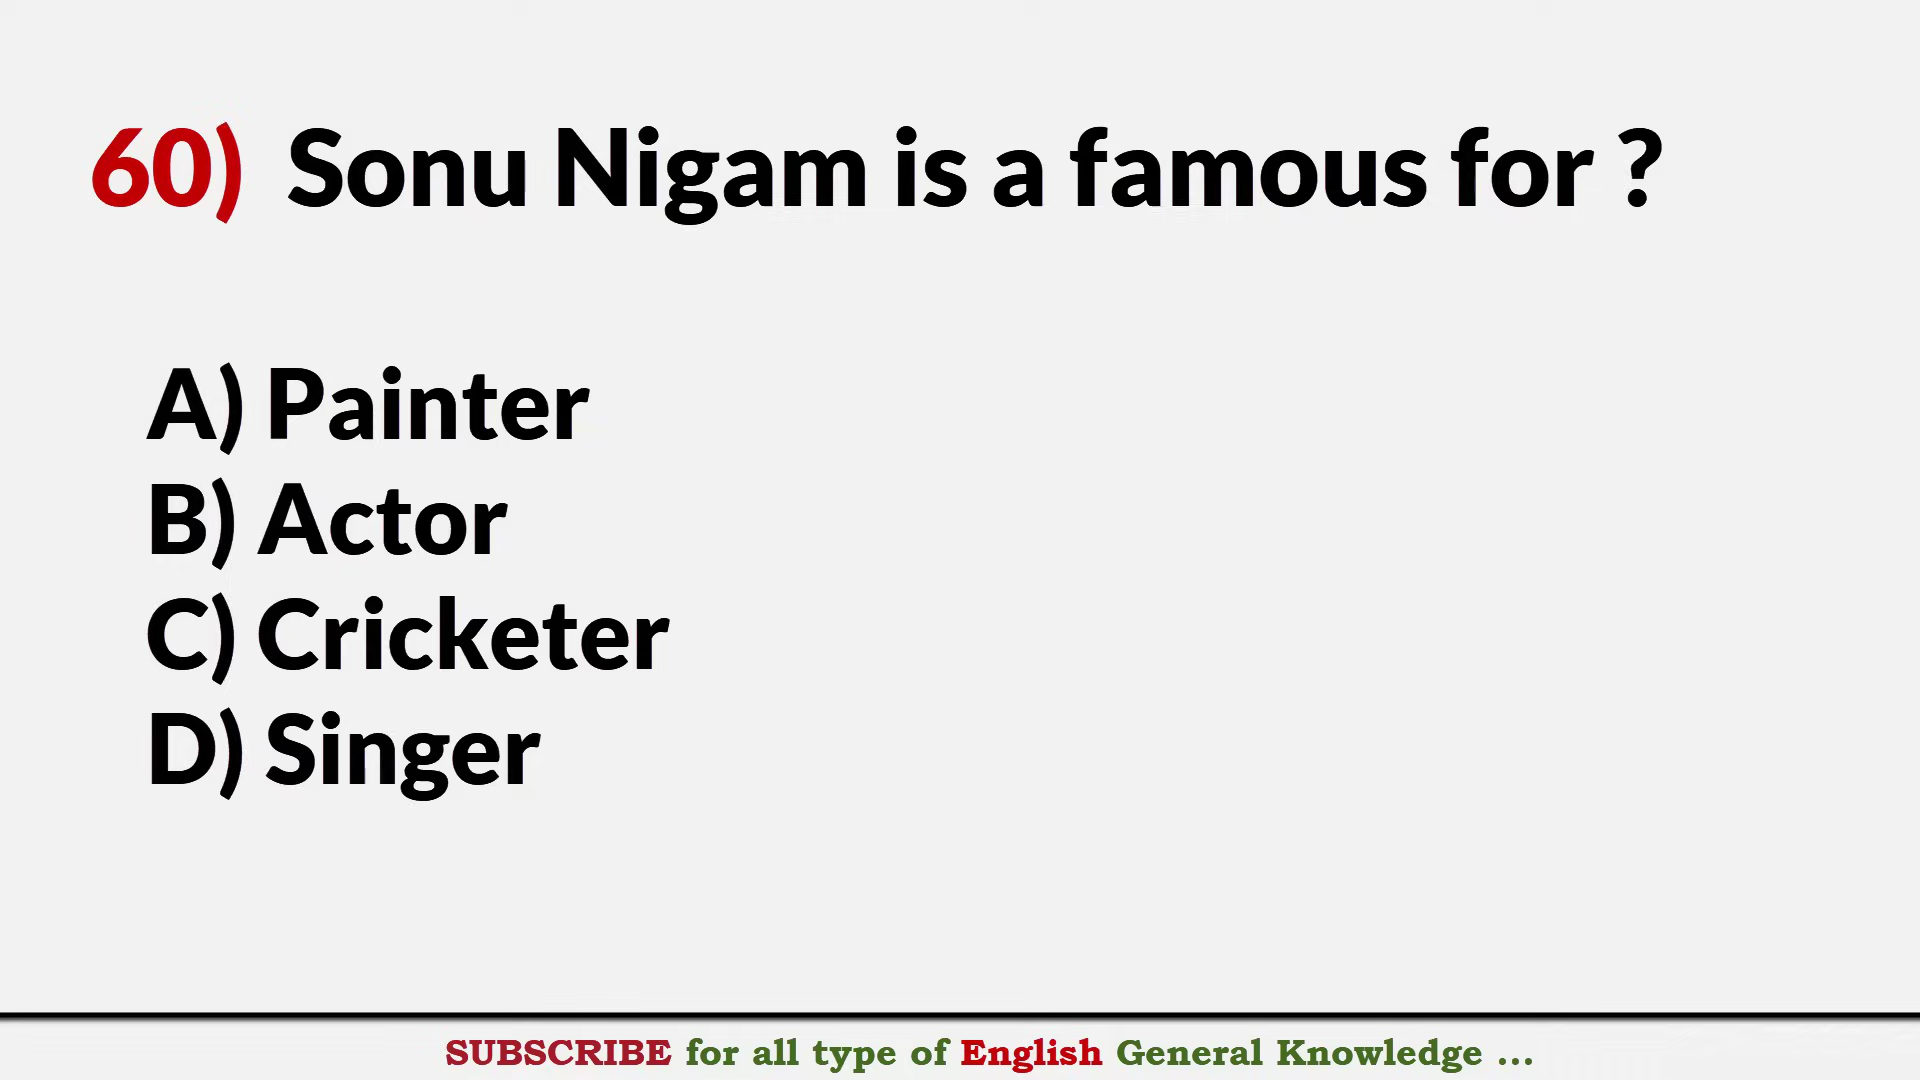 60) Sonu Nigam is a famous for ?
A) Painter
B) Actor
C) Cricketer
D) Singer
SUBSCRIBE for all type of English General Knowledge ...